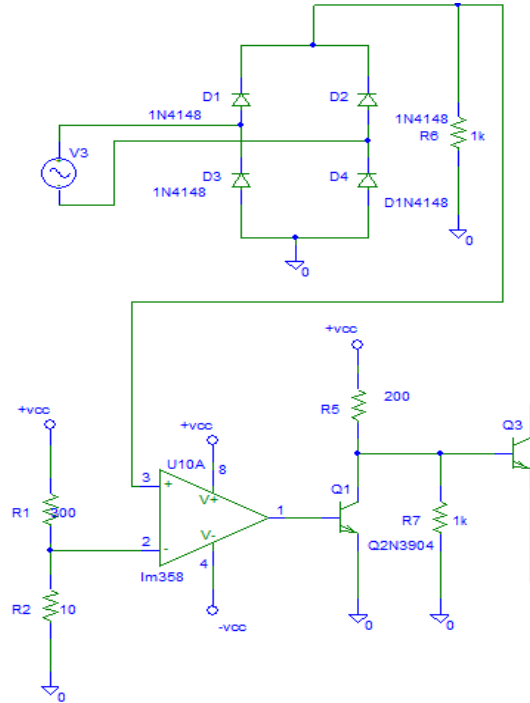 D1
D2
1N4148
1N4148
R6
1k
V3
D3
D4
1N4148
D1N4148
0
0
+vcc
R5
200
+vcc
+vcc
Q3
U10A
8
3
+
V+
Q1
R1
300
1
R7
1k
2
-
V-
Q2N3904
4
lm358
R2
10
-vcc
0
0
0